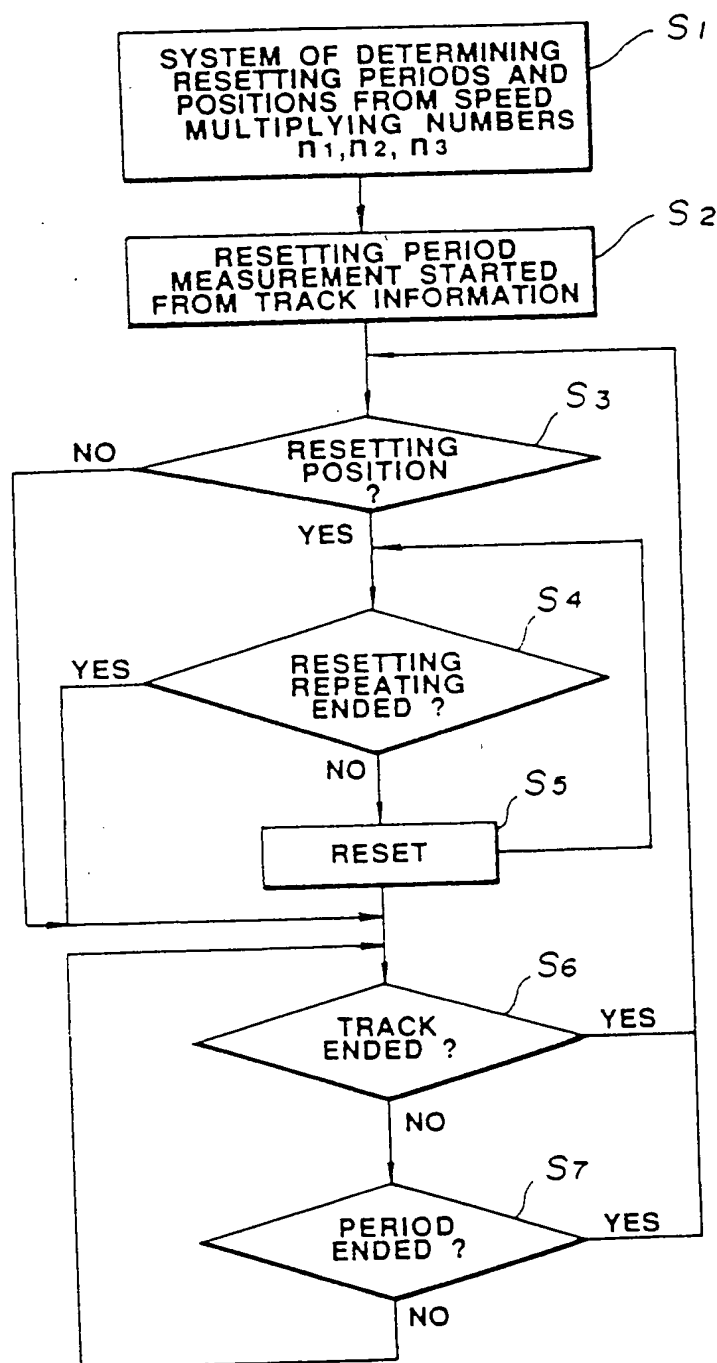 S1
SYSTEM OF DETERMINING
RESETTING PERIODS AND
POSITIONS FROM SPEED
MULTIPLYING NUMBERS
n1,n2, n3
S2
RESETTING PERIOD
MEASUREMENT STARTED
FROM TRACK INFORMATION
S3
NO
RESETTING
POSITION
?
YES
S4
YES
RESETTING
REPEATING
ENDED ?
NO
S5
RESET
S6
TRACK
ENDED ?
YES
NO
S7
PERIOD
ENDED ?
YES
NO